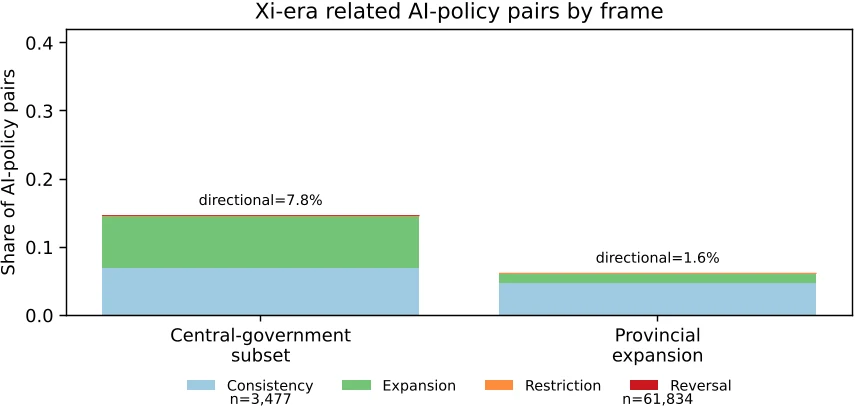 Xi-era related AI-policy pairs by frame
Share of AI-policy pairs
0.4
0.3
0.2
0.1
0.0
directional=7.8%
directional=1.6%
Central-government
subset
Provincial
expansion
Consistency
Expansion
Restriction
Reversal
n=3,477
n=61,834